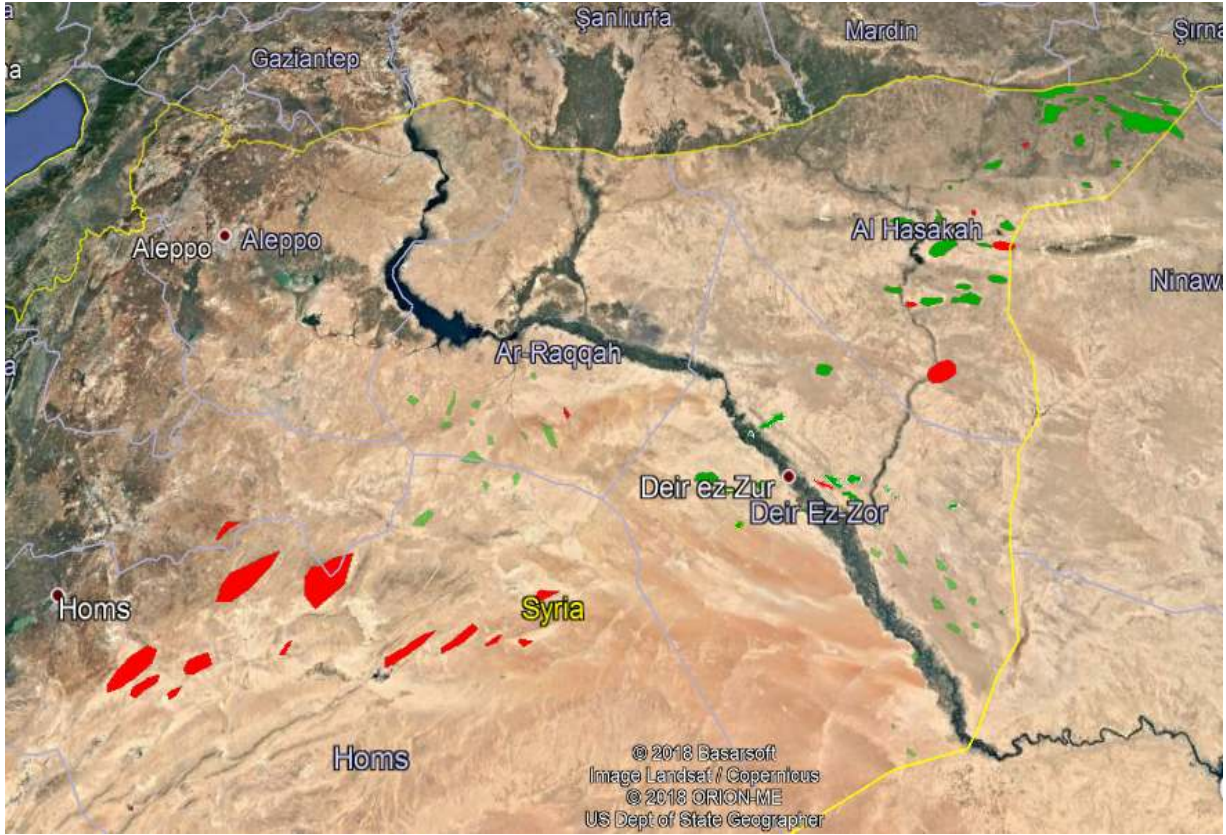 Şanlıurfa
Mardin
Şırna
Gaziantep
na
Aleppo
Aleppo
Al Hasakah
Ninawa
Ar-Raqqah
Deir ez-Zur
Deir Ez-Zor
Homs
Syria
Homs
© 2018 Basarsoft
Image Landsat / Copernicus
© 2018 ORION-ME
US Dept of State Geographer